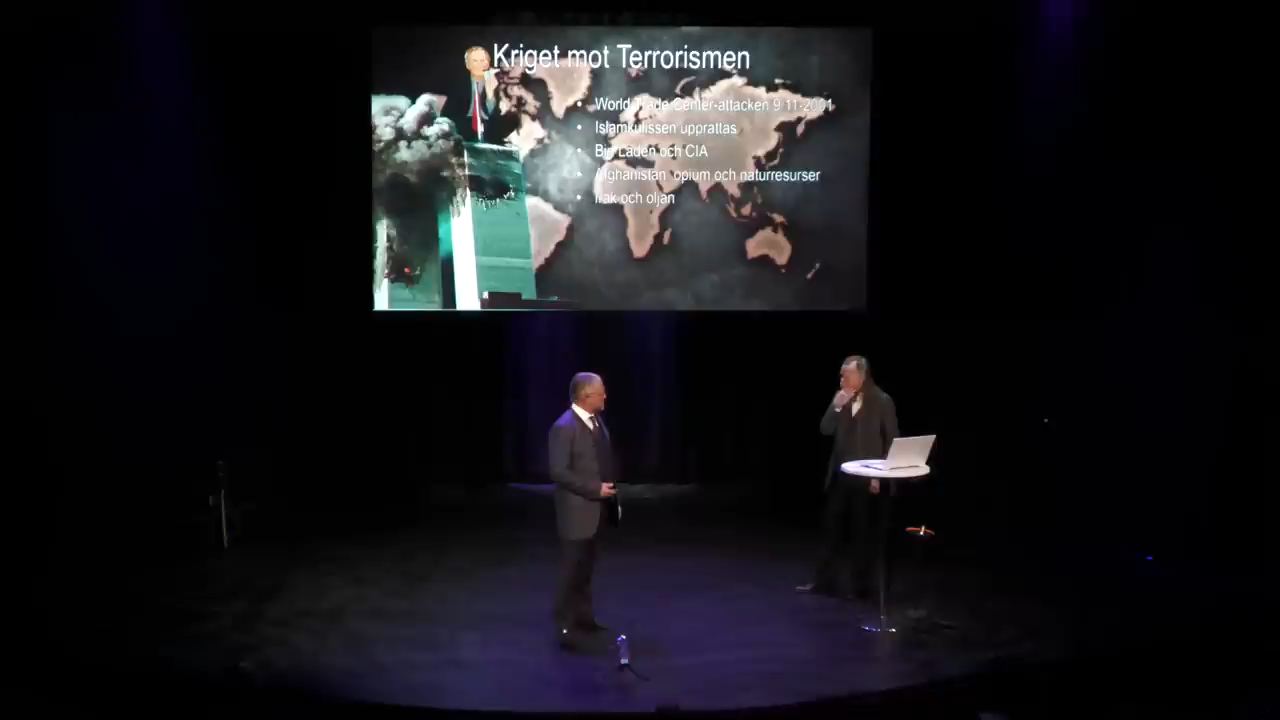 Kriget mot Terrorismen
• World Trade Center-attacken 9 11-2001
• Islamkulissen upprättas
• Bin Laden och CIA
• Afghanistan opium och naturresurser
• Irak och oljan